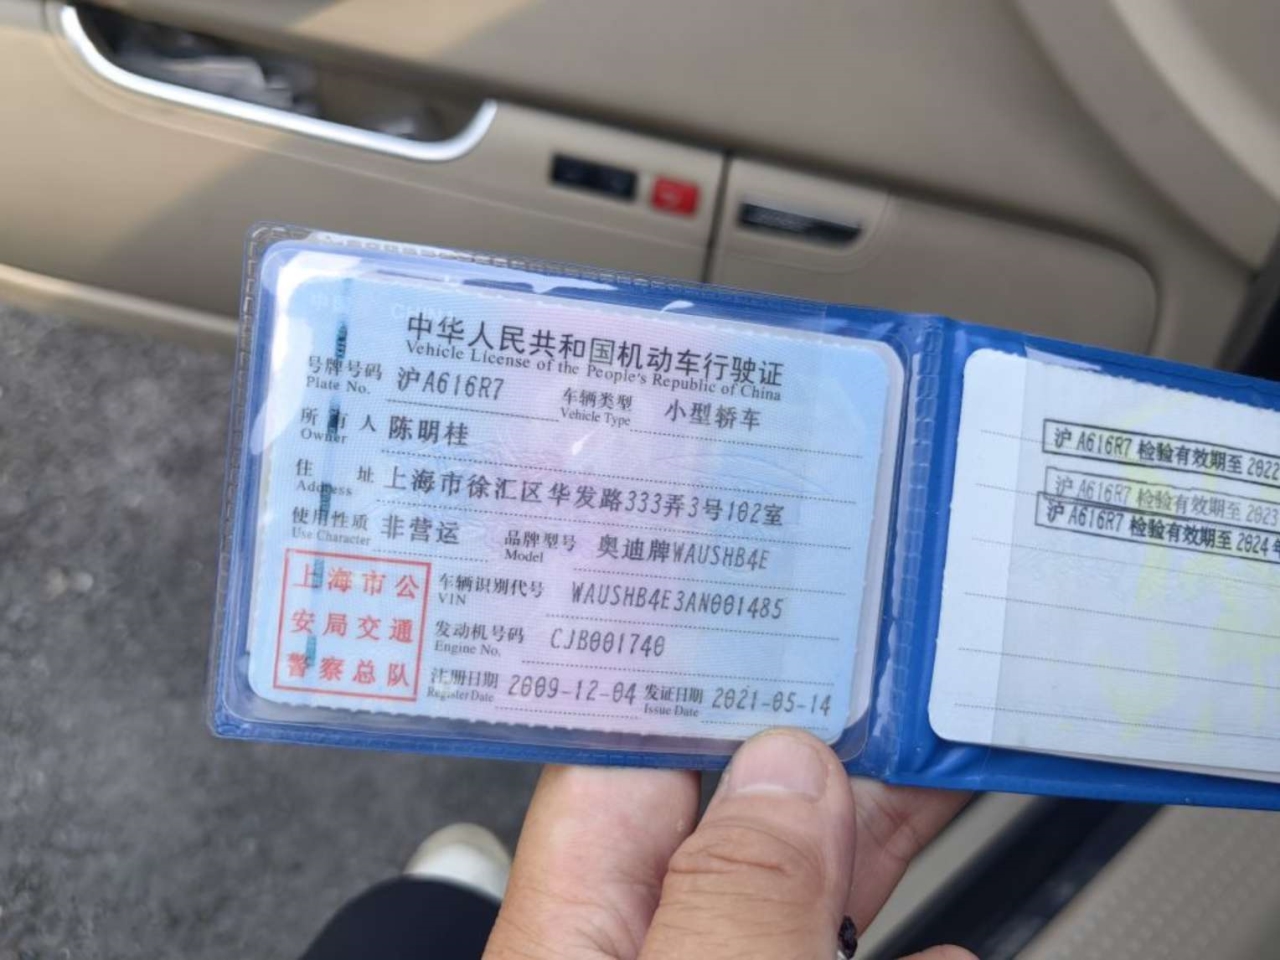 中华人民共和国机动车行驶证
Vehicle License of the People's Republic of China
号牌号码 沪A616R7 车辆类型 小型轿车
Plate No. Vehicle Type
所有人 陈明桂
Owner
住址 上海市徐汇区华发路333弄3号102室
Address
使用性质 非营运 品牌型号 奥迪牌WAUSHB4E
Use Character Model
上海市公
安局交通
警察总队
车辆识别代号 WAUSHB4E3AN001485
VIN
发动机号码 CJB001740
Engine No.
注册日期 2009-12-04 发证日期 2021-05-14
Register Date Issue Date
沪A616R7 检验有效期至 2022
沪A616R7 检验有效期至 2023
沪A616R7 检验有效期至 2024年